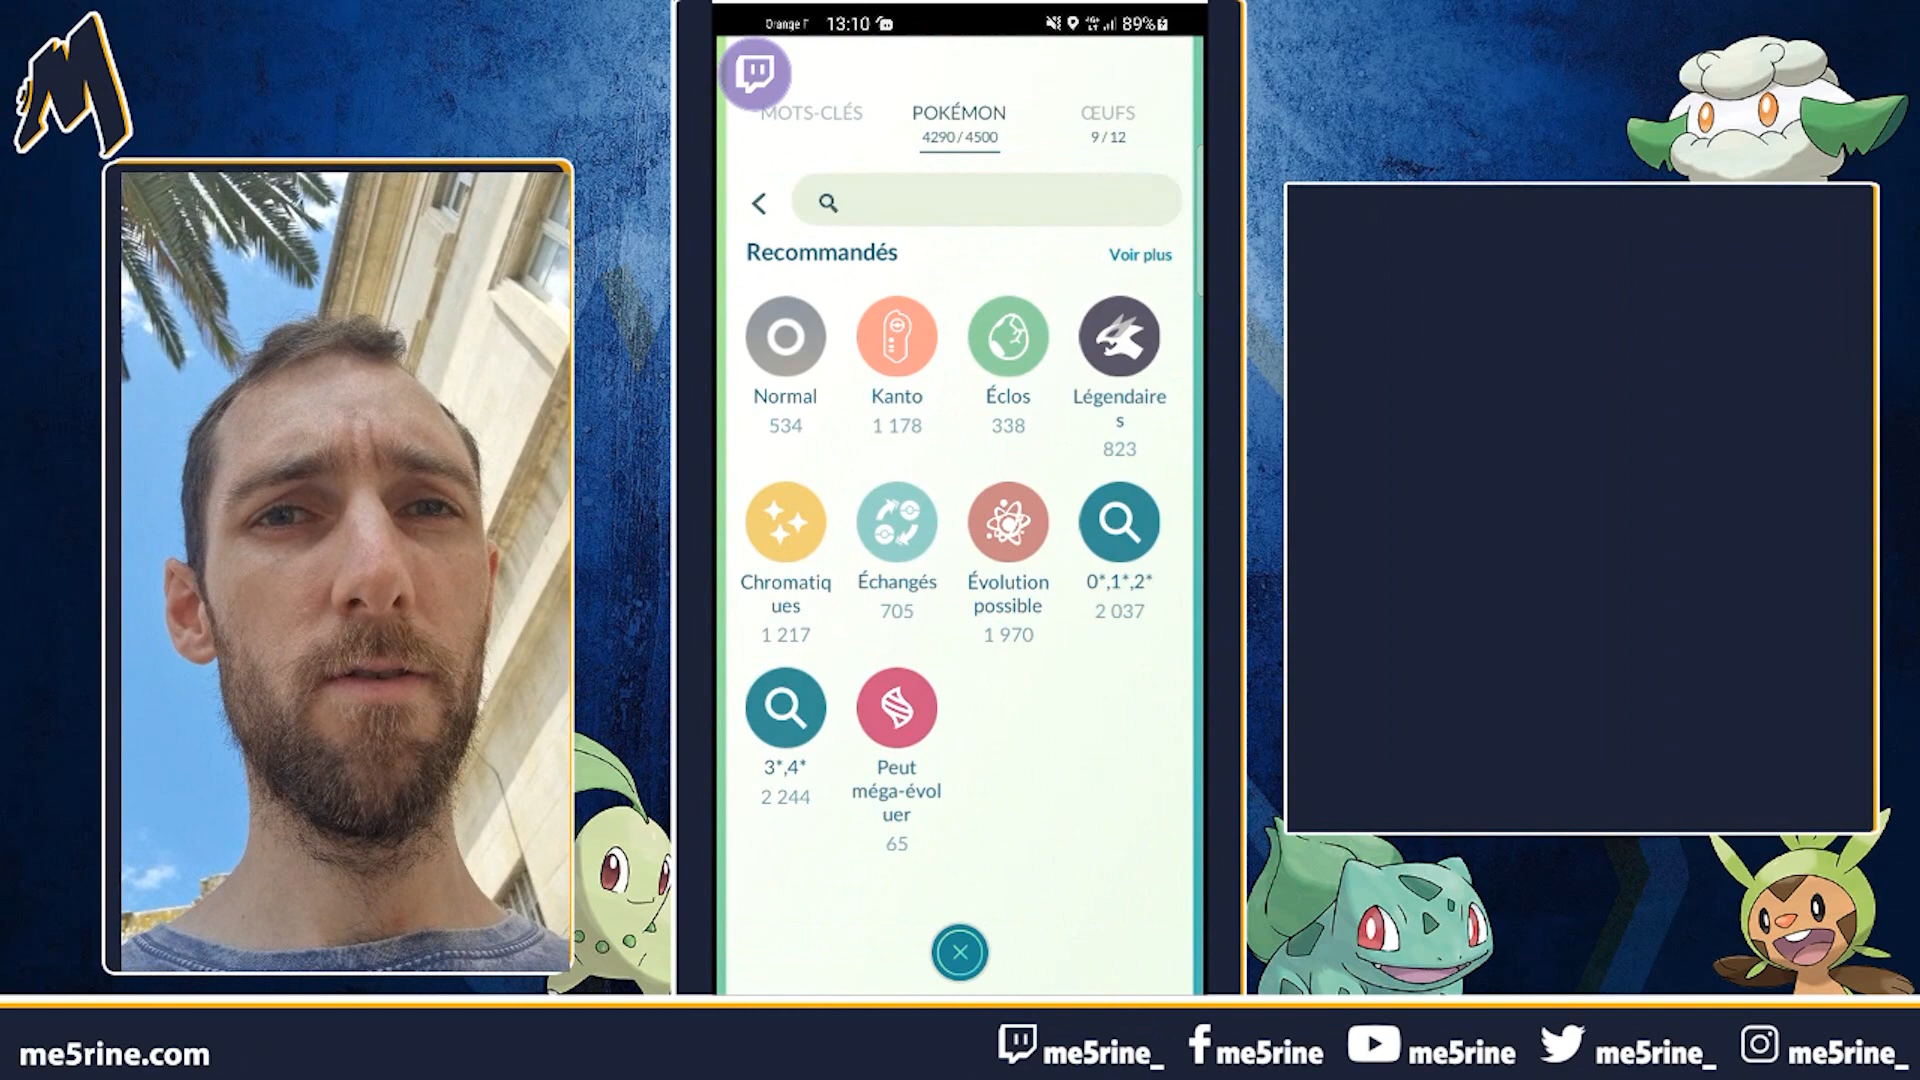 M
Orange F 13:10 89%
MOTS-CLÉS POKÉMON ŒUFS
4290 / 4500 9 / 12
Recommandés Voir plus
Normal Kanto Éclos Légendaire
s
534 1 178 338 823
Chromatiq Échangés Évolution 0*,1*,2*
ues possible
1 217 705 1 970 2 037
3*,4* Peut
méga-évol
uer
2 244 65
me5rine.com me5rine_ me5rine me5rine me5rine_ me5rine_